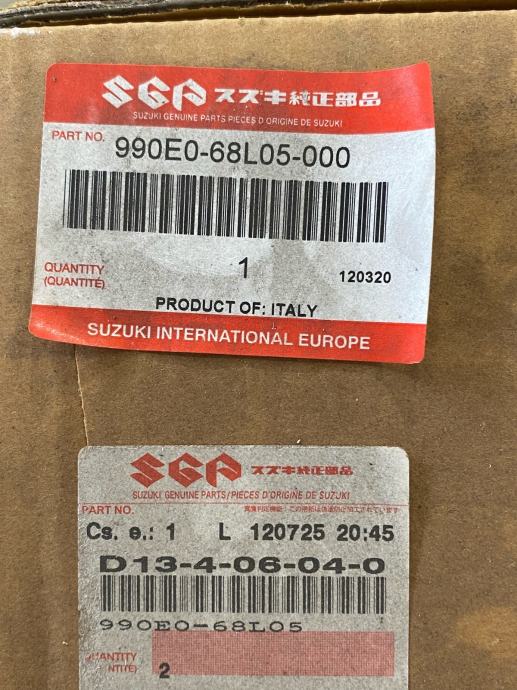 SGP スズキ純正部品
SUZUKI GENUINE PARTS PIECES D'ORIGINE DE SUZUKI
PART NO.
990E0-68L05-000
QUANTITY
(QUANTITÉ)
1
120320
PRODUCT OF: ITALY
SUZUKI INTERNATIONAL EUROPE
SGP スズキ純正部品
SUZUKI GENUINE PARTS/PIECES D'ORIGINE DE SUZUKI
PART NO.
Cs. e.: 1 L 120725 20:45
D13-4-06-04-0
990E0-68L05
2